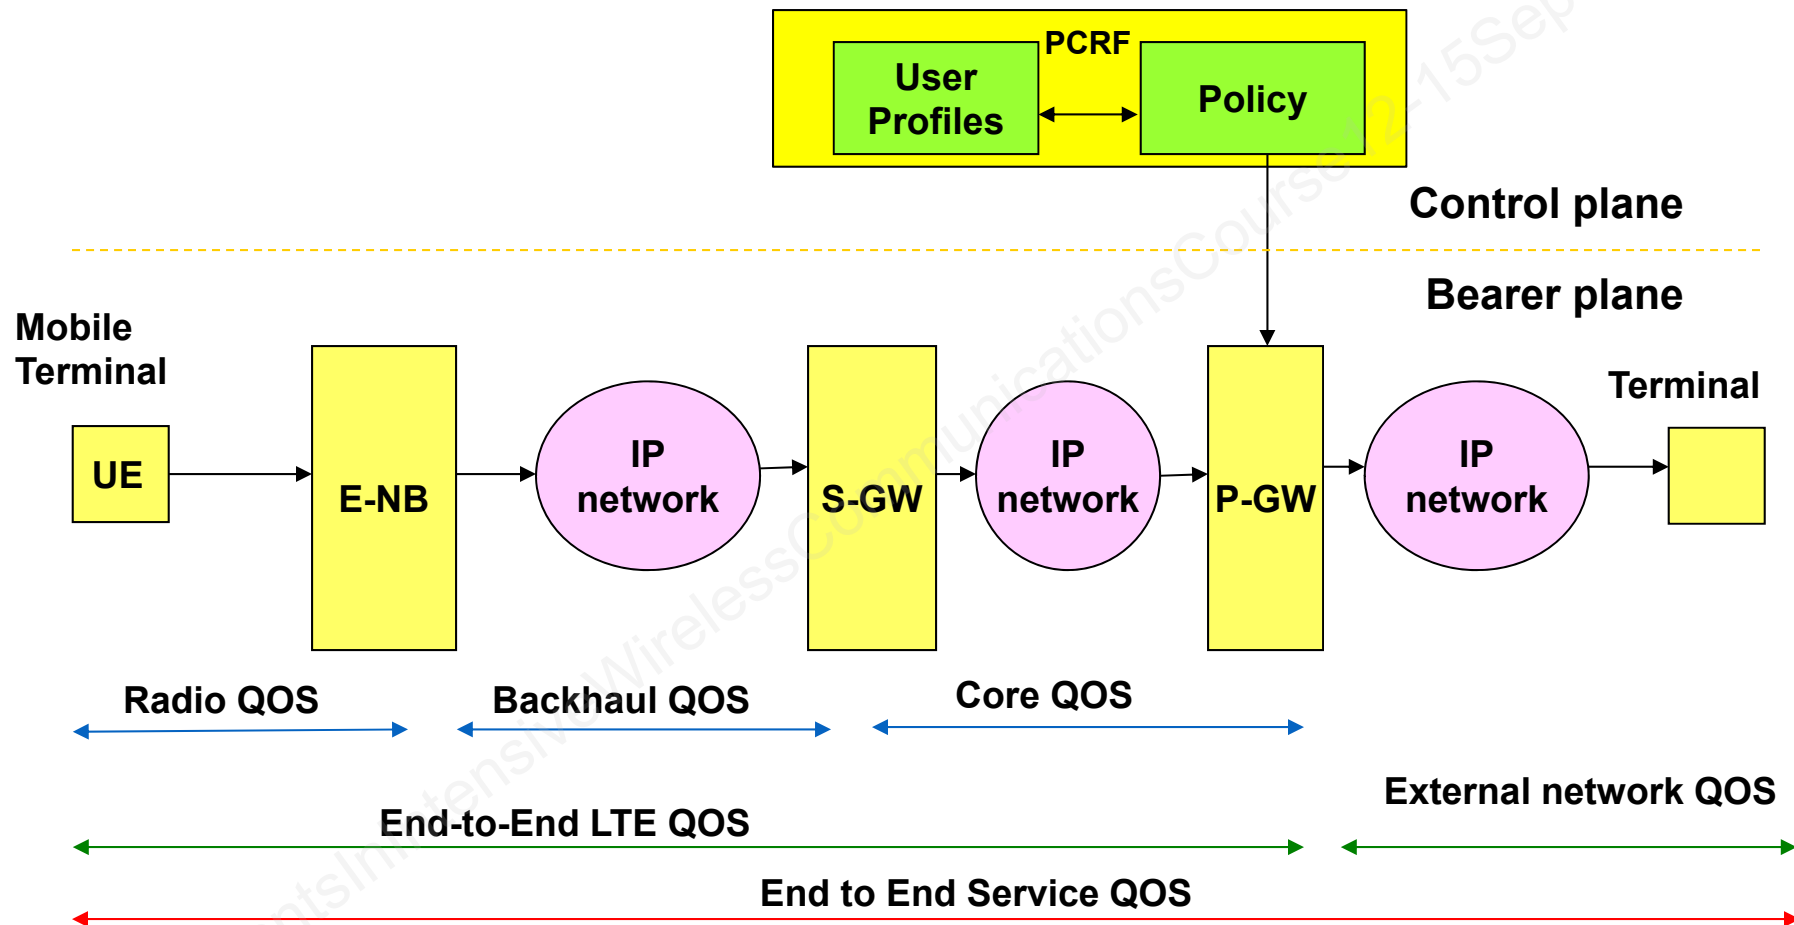 PCRF
User
Profiles
Policy
Control plane
Bearer plane
Mobile
Terminal
Terminal
UE
E-NB
IP
network
S-GW
IP
network
P-GW
IP
network
Radio QOS
Backhaul QOS
Core QOS
External network QOS
End-to-End LTE QOS
End to End Service QOS
ntsInIntensiveWirelessCommunicationsCourse12-15Sep